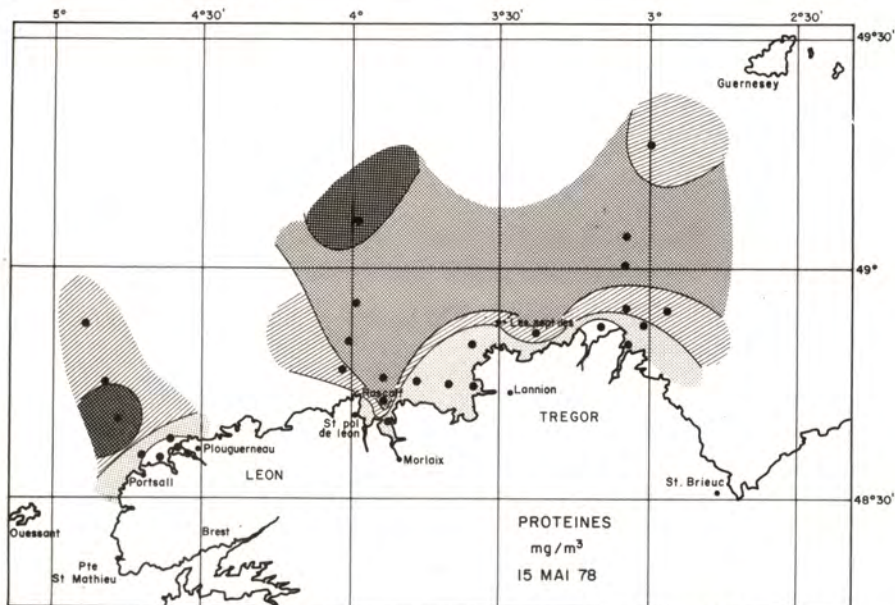 5°
4°30'
4°
3°30'
3°
2°30'
49°30'
Guernesey
49°
Les sept iles
Roscoff
Lannion
St pol
de léon
TRÉGOR
Plouguerneau
Morlaix
LEON
Portsall
St. Brieuc
48°30'
Ouessant
Brest
PROTEINES
mg/m³
Pte
St Mathieu
15 MAI 78